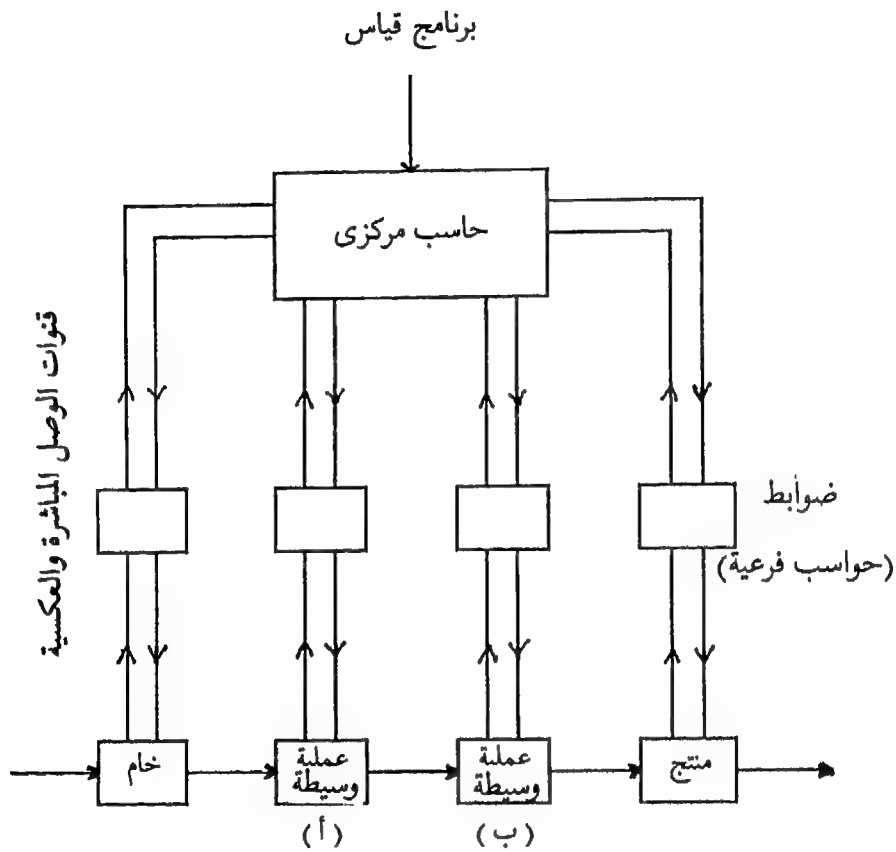 برنامج قياس
حاسب مركزى
قنوات الوصل المباشرة والعكسية
ضوابط
(حواسب فرعية)
خام
عملية
وسيطة
(أ)
عملية
وسيطة
(ب)
منتج